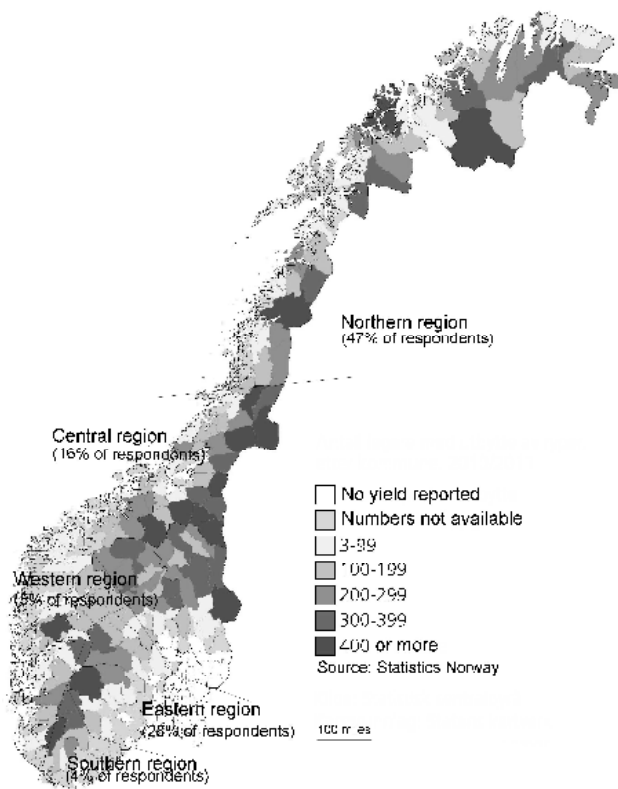 Northern region
(47% of respondents)
Central region
(16% of respondents)
No yield reported
Numbers not available
3-99
100-199
Western region
(5% of respondents)
200-299
300-399
400 or more
Source: Statistics Norway
Eastern region
(28% of respondents)
100 miles
Southern region
(4% of respondents)